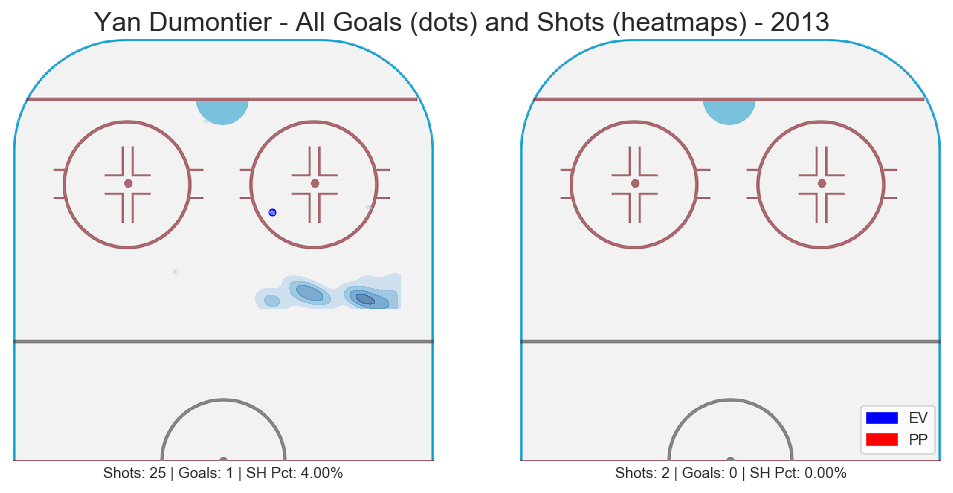 Yan Dumontier - All Goals (dots) and Shots (heatmaps) - 2013
EV
PP
Shots: 25 | Goals: 1 | SH Pct: 4.00%
Shots: 2 | Goals: 0 | SH Pct: 0.00%